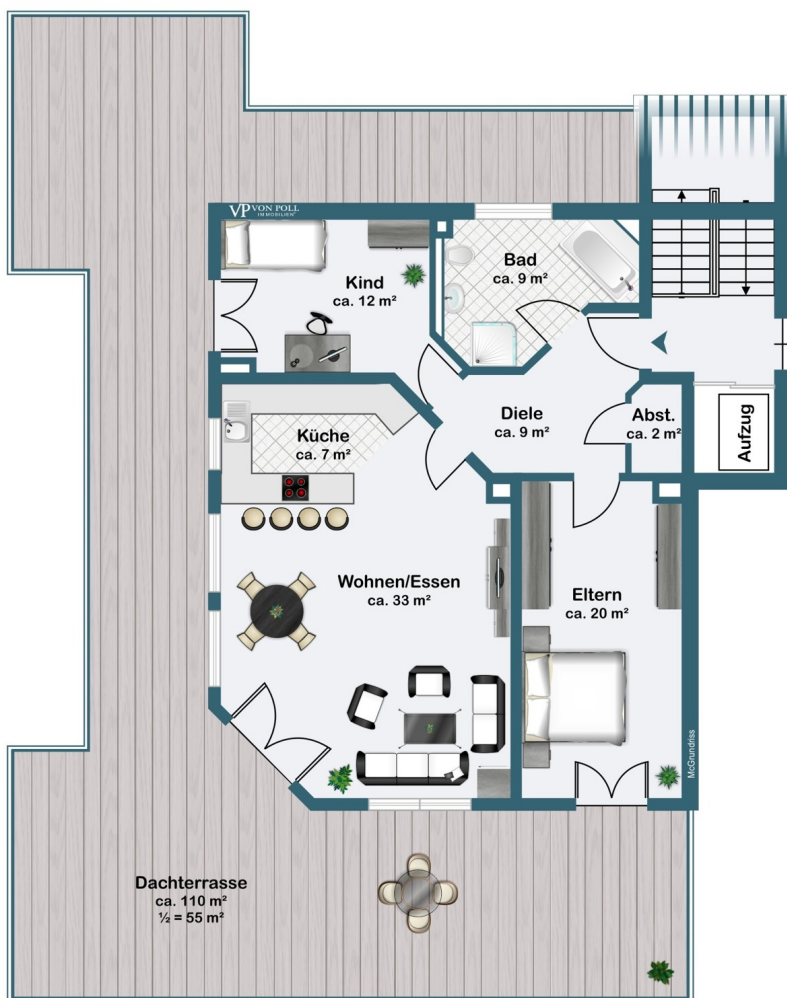 VP VON POLL
IMMOBILIEN
Kind
ca. 12 m²
Bad
ca. 9 m²
Küche
ca. 7 m²
Diele
ca. 9 m²
Abst.
ca. 2 m²
Aufzug
Wohnen/Essen
ca. 33 m²
Eltern
ca. 20 m²
McGrundriss
Dachterrasse
ca. 110 m²
½ = 55 m²